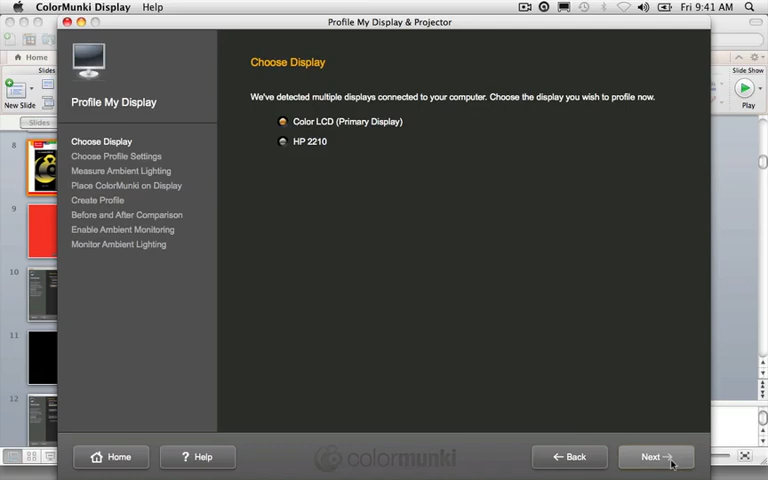 ColorMunki Display Help Fri 9:41 AM
Profile My Display & Projector
Home
Slides
Slide Show
New Slide
Play
Slides
8
9
10
11
12
Profile My Display
Choose Display
Choose Profile Settings
Measure Ambient Lighting
Place ColorMunki on Display
Create Profile
Before and After Comparison
Enable Ambient Monitoring
Monitor Ambient Lighting
Choose Display
We've detected multiple displays connected to your computer. Choose the display you wish to profile now.
Color LCD (Primary Display)
HP 2210
Home
? Help
colormunki
Back
Next